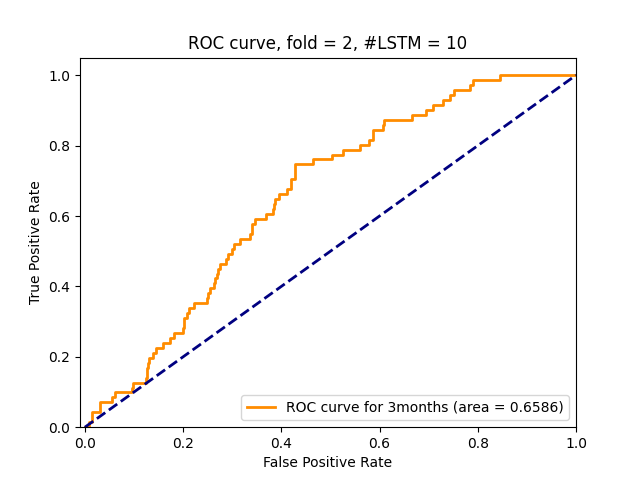 ROC curve, fold = 2, #LSTM = 10
1.0
0.8
0.6
0.4
0.2
0.0
True Positive Rate
ROC curve for 3months (area = 0.6586)
0.0 0.2 0.4 0.6 0.8 1.0
False Positive Rate